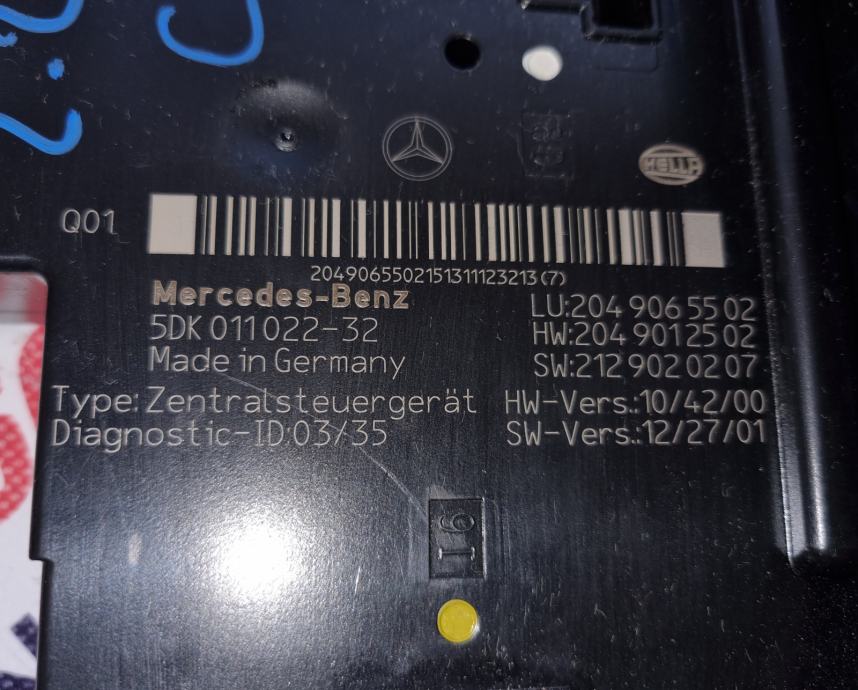 HELLA
Q01
2049065502151311123213(7)
Mercedes-Benz
LU:204 906 55 02
5DK 011 022-32
HW:204 901 25 02
Made in Germany
SW:212 902 02 07
Type: Zentralsteuergerät
HW-Vers.:10/42/00
Diagnostic-ID:03/35
SW-Vers.:12/27/01